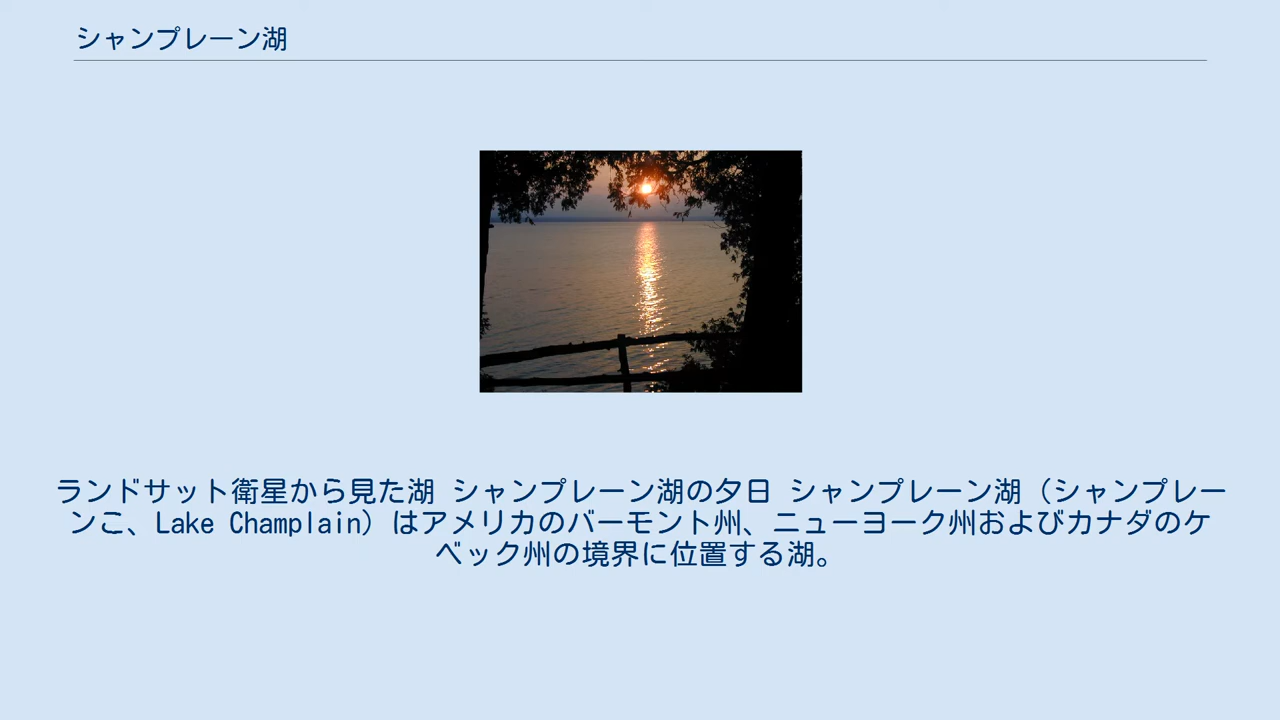 シャンプレーン湖
ランドサット衛星から見た湖 シャンプレーン湖の夕日 シャンプレーン湖（シャンプレー
ンこ、Lake Champlain）はアメリカのバーモント州、ニューヨーク州およびカナダのケ
ベック州の境界に位置する湖。